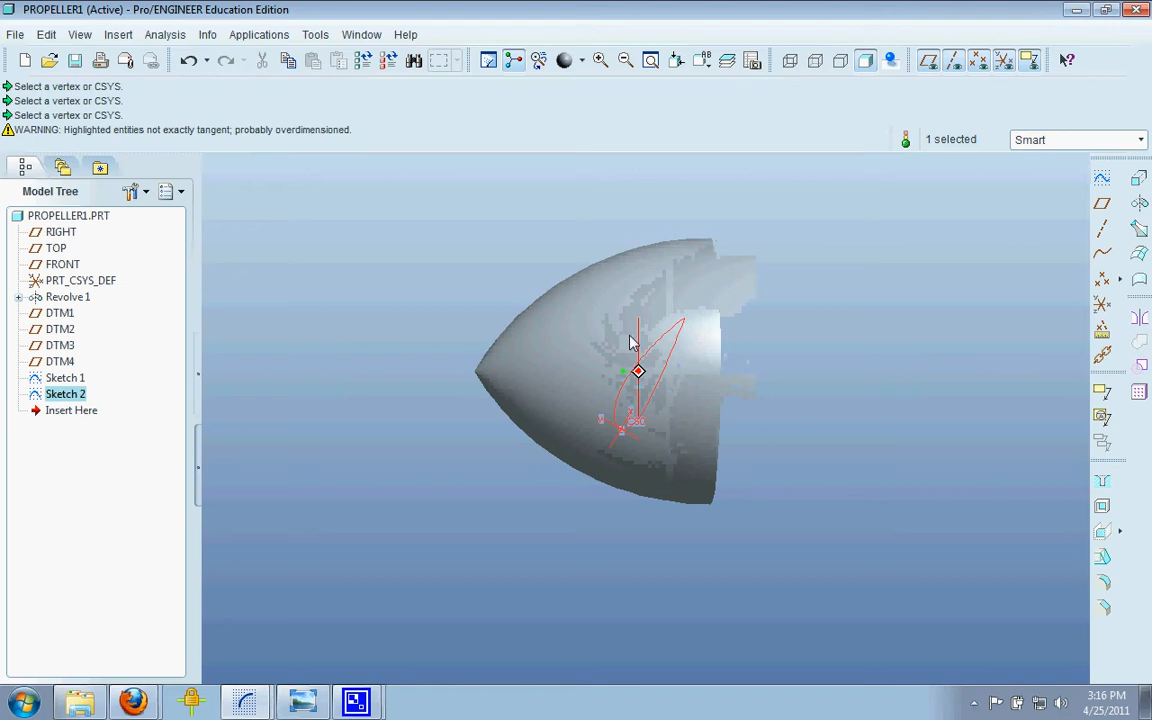 PROPELLER1 (Active) - Pro/ENGINEER Education Edition
File Edit View Insert Analysis Info Applications Tools Window Help
Select a vertex or CSYS.
Select a vertex or CSYS.
Select a vertex or CSYS.
WARNING: Highlighted entities not exactly tangent; probably overdimensioned.
1 selected
Smart
Model Tree
PROPELLER1.PRT
RIGHT
TOP
FRONT
PRT_CSYS_DEF
Revolve 1
DTM1
DTM2
DTM3
DTM4
Sketch 1
Sketch 2
Insert Here
3:16 PM
4/25/2011